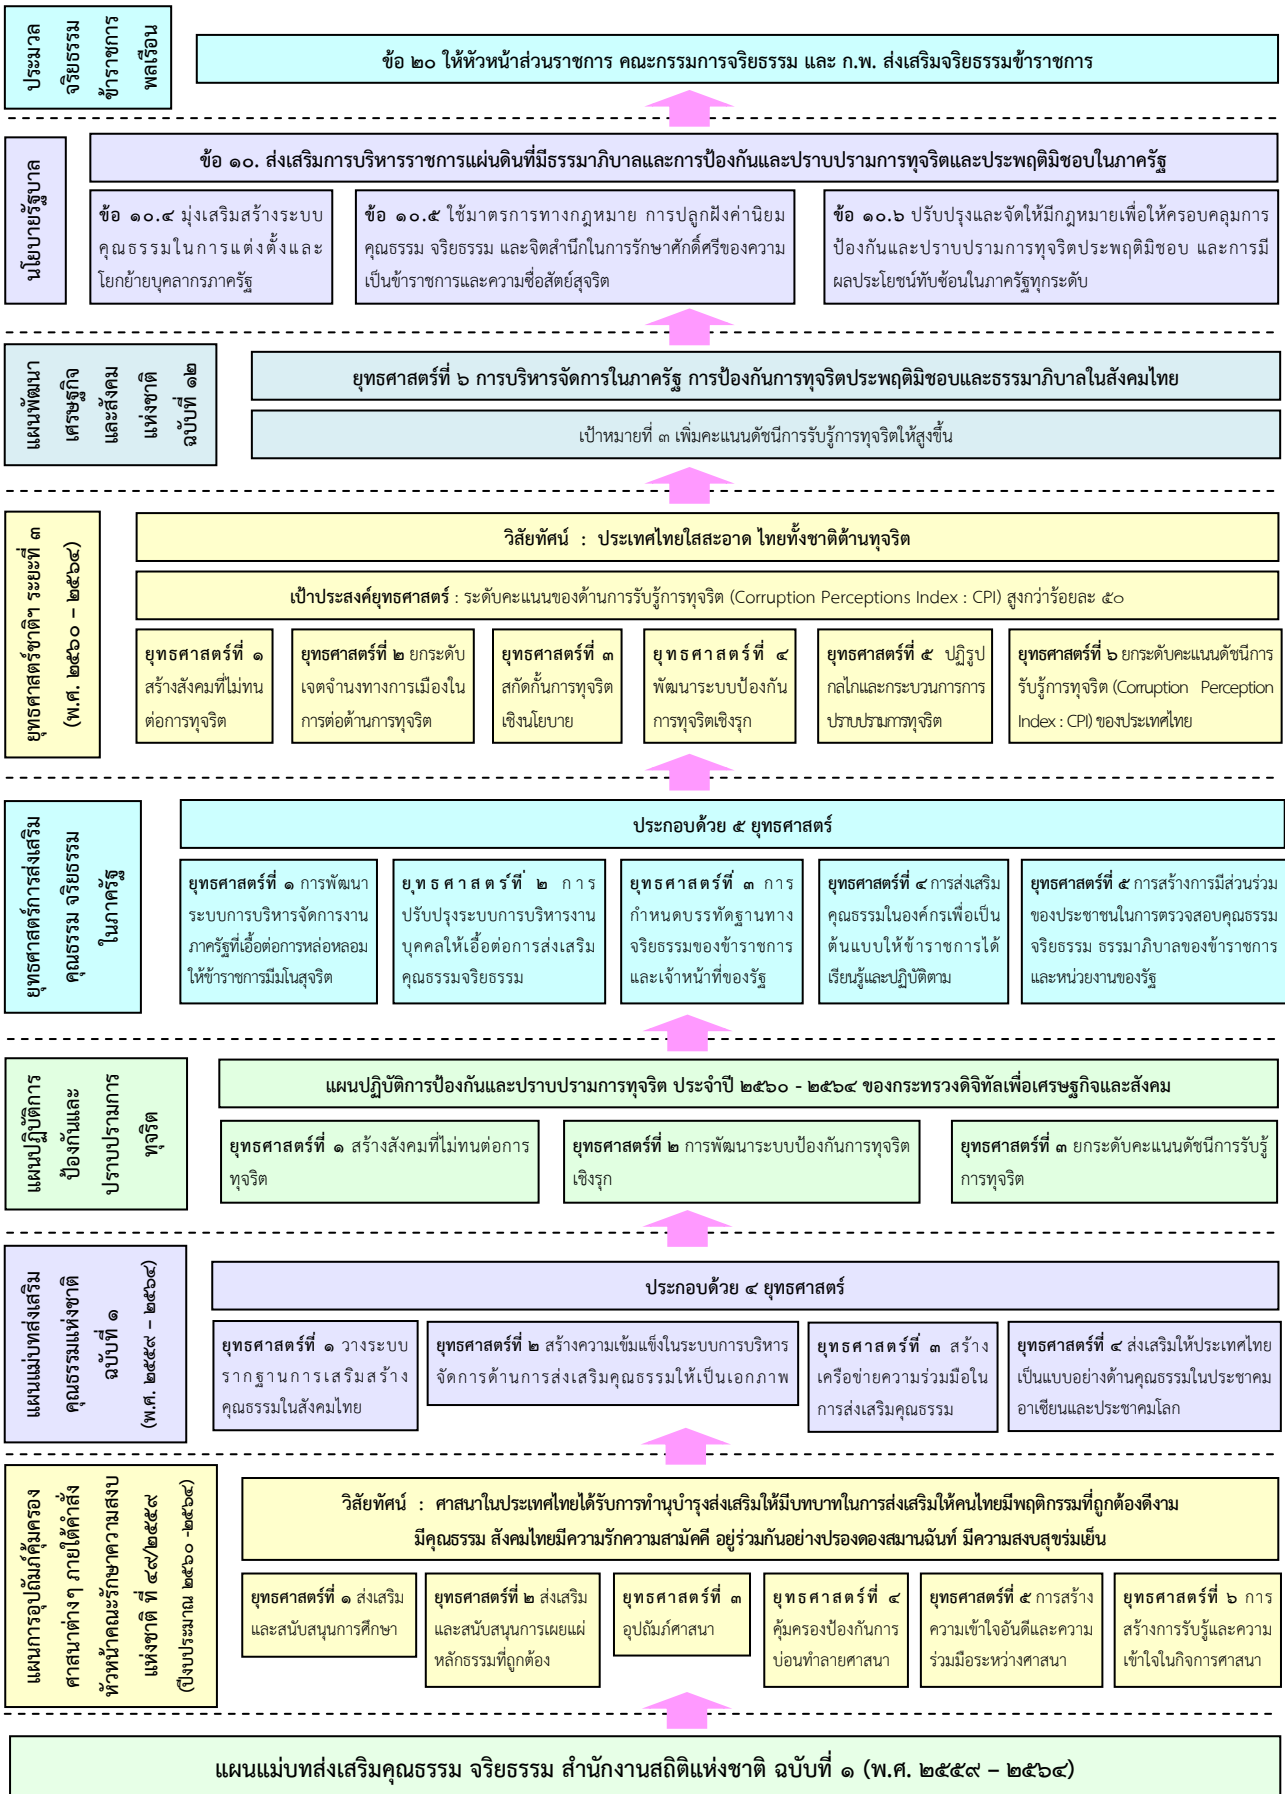 ประมวล
จริยธรรม
ข้าราชการ
พลเรือน
ข้อ ๒๐ ให้หัวหน้าส่วนราชการ คณะกรรมการจริยธรรม และ ก.พ. ส่งเสริมจริยธรรมข้าราชการ
นโยบายรัฐบาล
ข้อ ๑๐. ส่งเสริมการบริหารราชการแผ่นดินที่มีธรรมาภิบาลและการป้องกันและปราบปรามการทุจริตและประพฤติมิชอบในภาครัฐ
ข้อ ๑๐.๔ มุ่งเสริมสร้างระบบ
คุณธรรมในการแต่งตั้งและ
โยกย้ายบุคลากรภาครัฐ
ข้อ ๑๐.๕ ใช้มาตรการทางกฎหมาย การปลูกฝังค่านิยม
คุณธรรม จริยธรรม และจิตสำนึกในการรักษาศักดิ์ศรีของความ
เป็นข้าราชการและความซื่อสัตย์สุจริต
ข้อ ๑๐.๖ ปรับปรุงและจัดให้มีกฎหมายเพื่อให้ครอบคลุมการ
ป้องกันและปราบปรามการทุจริตประพฤติมิชอบ และการมี
ผลประโยชน์ทับซ้อนในภาครัฐทุกระดับ
แผนพัฒนา
เศรษฐกิจ
และสังคม
แห่งชาติ
ฉบับที่ ๑๒
ยุทธศาสตร์ที่ ๖ การบริหารจัดการในภาครัฐ การป้องกันการทุจริตประพฤติมิชอบและธรรมาภิบาลในสังคมไทย
เป้าหมายที่ ๓ เพิ่มคะแนนดัชนีการรับรู้การทุจริตให้สูงขึ้น
ยุทธศาสตร์ชาติฯ ระยะที่ ๓
(พ.ศ. ๒๕๖๐ – ๒๕๖๔)
วิสัยทัศน์ : ประเทศไทยใสสะอาด ไทยทั้งชาติต้านทุจริต
เป้าประสงค์ยุทธศาสตร์ : ระดับคะแนนของด้านการรับรู้การทุจริต (Corruption Perceptions Index : CPI) สูงกว่าร้อยละ ๕๐
ยุทธศาสตร์ที่ ๑
สร้างสังคมที่ไม่ทน
ต่อการทุจริต
ยุทธศาสตร์ที่ ๒ ยกระดับ
เจตจำนงทางการเมืองใน
การต่อต้านการทุจริต
ยุทธศาสตร์ที่ ๓
สกัดกั้นการทุจริต
เชิงนโยบาย
ยุทธศาสตร์ที่ ๔
พัฒนาระบบป้องกัน
การทุจริตเชิงรุก
ยุทธศาสตร์ที่ ๕ ปฏิรูป
กลไกและกระบวนการการ
ปราบปรามการทุจริต
ยุทธศาสตร์ที่ ๖ ยกระดับคะแนนดัชนีการ
รับรู้การทุจริต (Corruption Perception
Index : CPI) ของประเทศไทย
ยุทธศาสตร์การส่งเสริม
คุณธรรม จริยธรรม
ในภาครัฐ
ประกอบด้วย ๕ ยุทธศาสตร์
ยุทธศาสตร์ที่ ๑ การพัฒนา
ระบบการบริหารจัดการงาน
ภาครัฐที่เอื้อต่อการหล่อหลอม
ให้ข้าราชการมีมโนสุจริต
ยุทธศาสตร์ที่ ๒ การ
ปรับปรุงระบบการบริหารงาน
บุคคลให้เอื้อต่อการส่งเสริม
คุณธรรมจริยธรรม
ยุทธศาสตร์ที่ ๓ การ
กำหนดบรรทัดฐานทาง
จริยธรรมของข้าราชการ
และเจ้าหน้าที่ของรัฐ
ยุทธศาสตร์ที่ ๔ การส่งเสริม
คุณธรรมในองค์กรเพื่อเป็น
ต้นแบบให้ข้าราชการได้
เรียนรู้และปฏิบัติตาม
ยุทธศาสตร์ที่ ๕ การสร้างการมีส่วนร่วม
ของประชาชนในการตรวจสอบคุณธรรม
จริยธรรม ธรรมาภิบาลของข้าราชการ
และหน่วยงานของรัฐ
แผนปฏิบัติการ
ป้องกันและ
ปราบปรามการ
ทุจริต
แผนปฏิบัติการป้องกันและปราบปรามการทุจริต ประจำปี ๒๕๖๐ - ๒๕๖๔ ของกระทรวงดิจิทัลเพื่อเศรษฐกิจและสังคม
ยุทธศาสตร์ที่ ๑ สร้างสังคมที่ไม่ทนต่อการ
ทุจริต
ยุทธศาสตร์ที่ ๒ การพัฒนาระบบป้องกันการทุจริต
เชิงรุก
ยุทธศาสตร์ที่ ๓ ยกระดับคะแนนดัชนีการรับรู้
การทุจริต
แผนแม่บทส่งเสริม
คุณธรรมแห่งชาติ
ฉบับที่ ๑
(พ.ศ. ๒๕๕๙ – ๒๕๖๔)
ประกอบด้วย ๔ ยุทธศาสตร์
ยุทธศาสตร์ที่ ๑ วางระบบ
รากฐานการเสริมสร้าง
คุณธรรมในสังคมไทย
ยุทธศาสตร์ที่ ๒ สร้างความเข้มแข็งในระบบการบริหาร
จัดการด้านการส่งเสริมคุณธรรมให้เป็นเอกภาพ
ยุทธศาสตร์ที่ ๓ สร้าง
เครือข่ายความร่วมมือใน
การส่งเสริมคุณธรรม
ยุทธศาสตร์ที่ ๔ ส่งเสริมให้ประเทศไทย
เป็นแบบอย่างด้านคุณธรรมในประชาคม
อาเซียนและประชาคมโลก
แผนการอุปถัมภ์คุ้มครอง
ศาสนาต่าง ๆ ภายใต้คำสั่ง
หัวหน้าคณะรักษาความสงบ
แห่งชาติ ที่ ๔๙/๒๕๕๙
(ปีงบประมาณ ๒๕๖๐ -๒๕๖๔)
วิสัยทัศน์ : ศาสนาในประเทศไทยได้รับการทำนุบำรุงส่งเสริมให้มีบทบาทในการส่งเสริมให้คนไทยมีพฤติกรรมที่ถูกต้องดีงาม
มีคุณธรรม สังคมไทยมีความรักความสามัคคี อยู่ร่วมกันอย่างปรองดองสมานฉันท์ มีความสงบสุขร่มเย็น
ยุทธศาสตร์ที่ ๑ ส่งเสริม
และสนับสนุนการศึกษา
ยุทธศาสตร์ที่ ๒ ส่งเสริม
และสนับสนุนการเผยแผ่
หลักธรรมที่ถูกต้อง
ยุทธศาสตร์ที่ ๓
อุปถัมภ์ศาสนา
ยุทธศาสตร์ที่ ๔
คุ้มครองป้องกันการ
บ่อนทำลายศาสนา
ยุทธศาสตร์ที่ ๕ การสร้าง
ความเข้าใจอันดีและความ
ร่วมมือระหว่างศาสนา
ยุทธศาสตร์ที่ ๖ การ
สร้างการรับรู้และความ
เข้าใจในกิจการศาสนา
แผนแม่บทส่งเสริมคุณธรรม จริยธรรม สำนักงานสถิติแห่งชาติ ฉบับที่ ๑ (พ.ศ. ๒๕๕๙ – ๒๕๖๔)